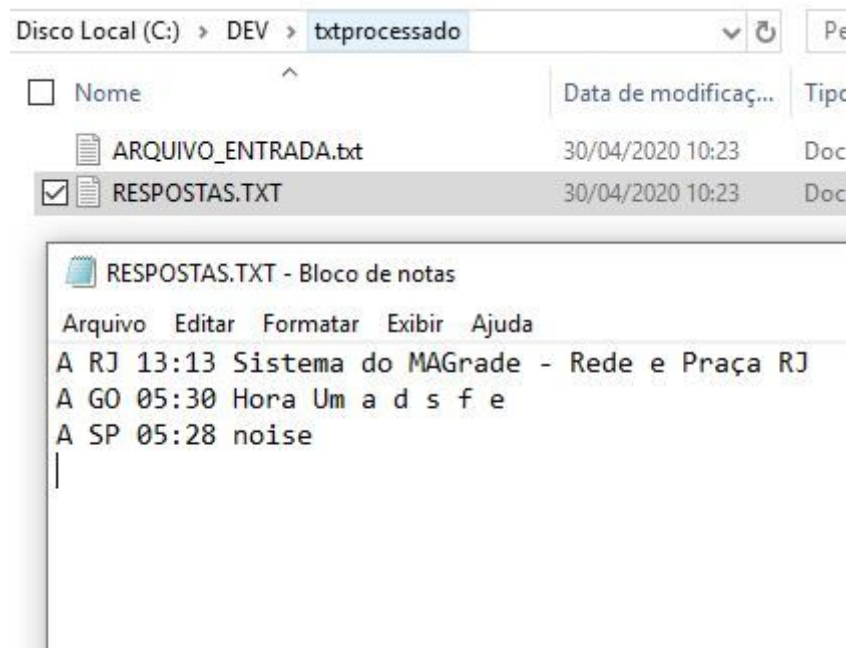 Disco Local (C:) > DEV > txtprocessado
Nome Data de modificaç... Tipo
ARQUIVO_ENTRADA.txt 30/04/2020 10:23 Doc
RESPOSTAS.TXT 30/04/2020 10:23 Doc
RESPOSTAS.TXT - Bloco de notas
Arquivo Editar Formatar Exibir Ajuda
A RJ 13:13 Sistema do MAGrade - Rede e Praça RJ
A GO 05:30 Hora Um a d s f e
A SP 05:28 noise